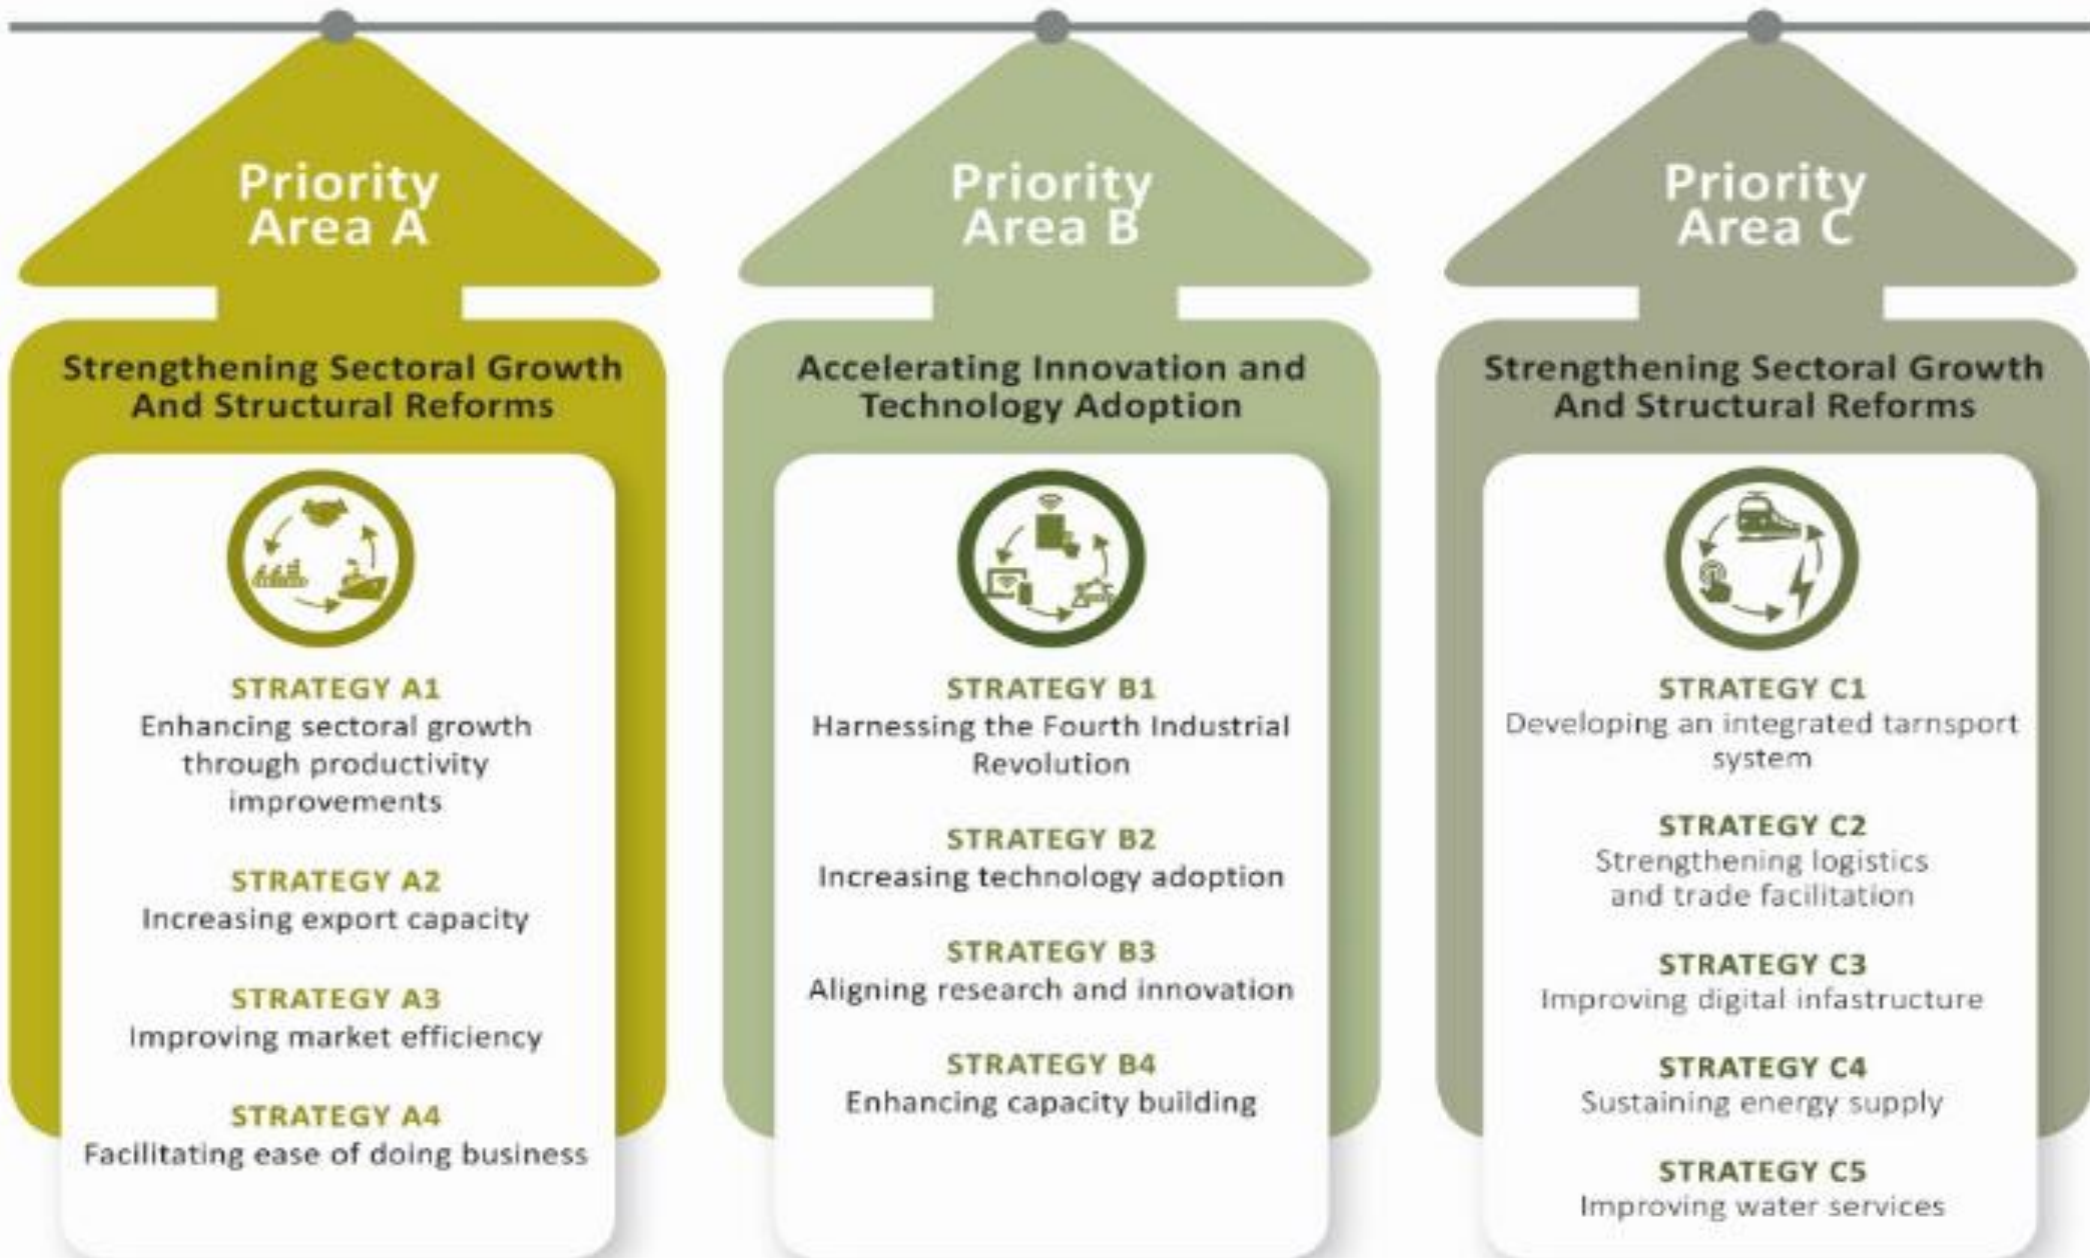 Priority
Area A
Strengthening Sectoral Growth
And Structural Reforms
STRATEGY A1
Enhancing sectoral growth
through productivity
improvements
STRATEGY A2
Increasing export capacity
STRATEGY A3
Improving market efficiency
STRATEGY A4
Facilitating ease of doing business
Priority
Area B
Accelerating Innovation and
Technology Adoption
STRATEGY B1
Harnessing the Fourth Industrial
Revolution
STRATEGY B2
Increasing technology adoption
STRATEGY B3
Aligning research and innovation
STRATEGY B4
Enhancing capacity building
Priority
Area C
Strengthening Sectoral Growth
And Structural Reforms
STRATEGY C1
Developing an integrated tarnsport
system
STRATEGY C2
Strengthening logistics
and trade facilitation
STRATEGY C3
Improving digital infastructure
STRATEGY C4
Sustaining energy supply
STRATEGY C5
Improving water services